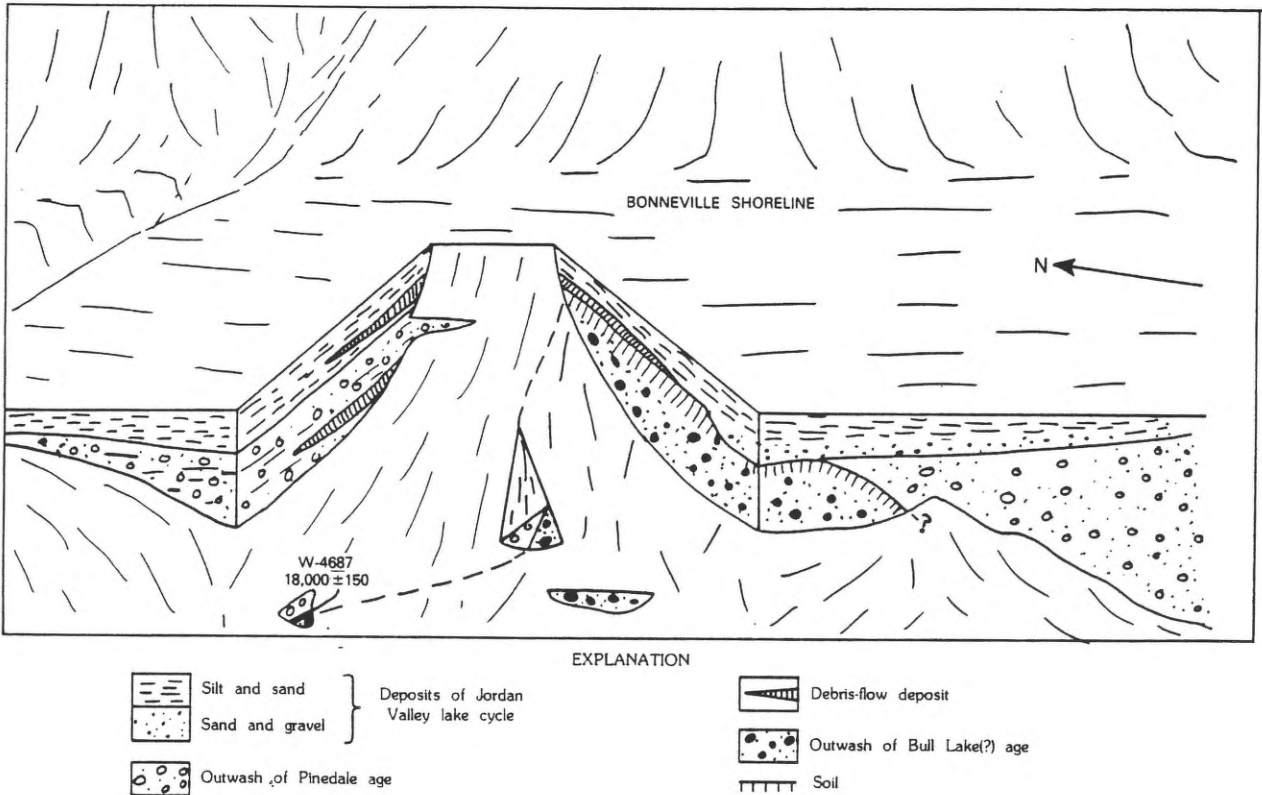 BONNEVILLE SHORELINE
N
?
W-4687
18,000 ± 150
EXPLANATION
Silt and sand
Sand and gravel
Deposits of Jordan
Valley lake cycle
Outwash of Pinedale age
Debris-flow deposit
Outwash of Bull Lake(?) age
Soil